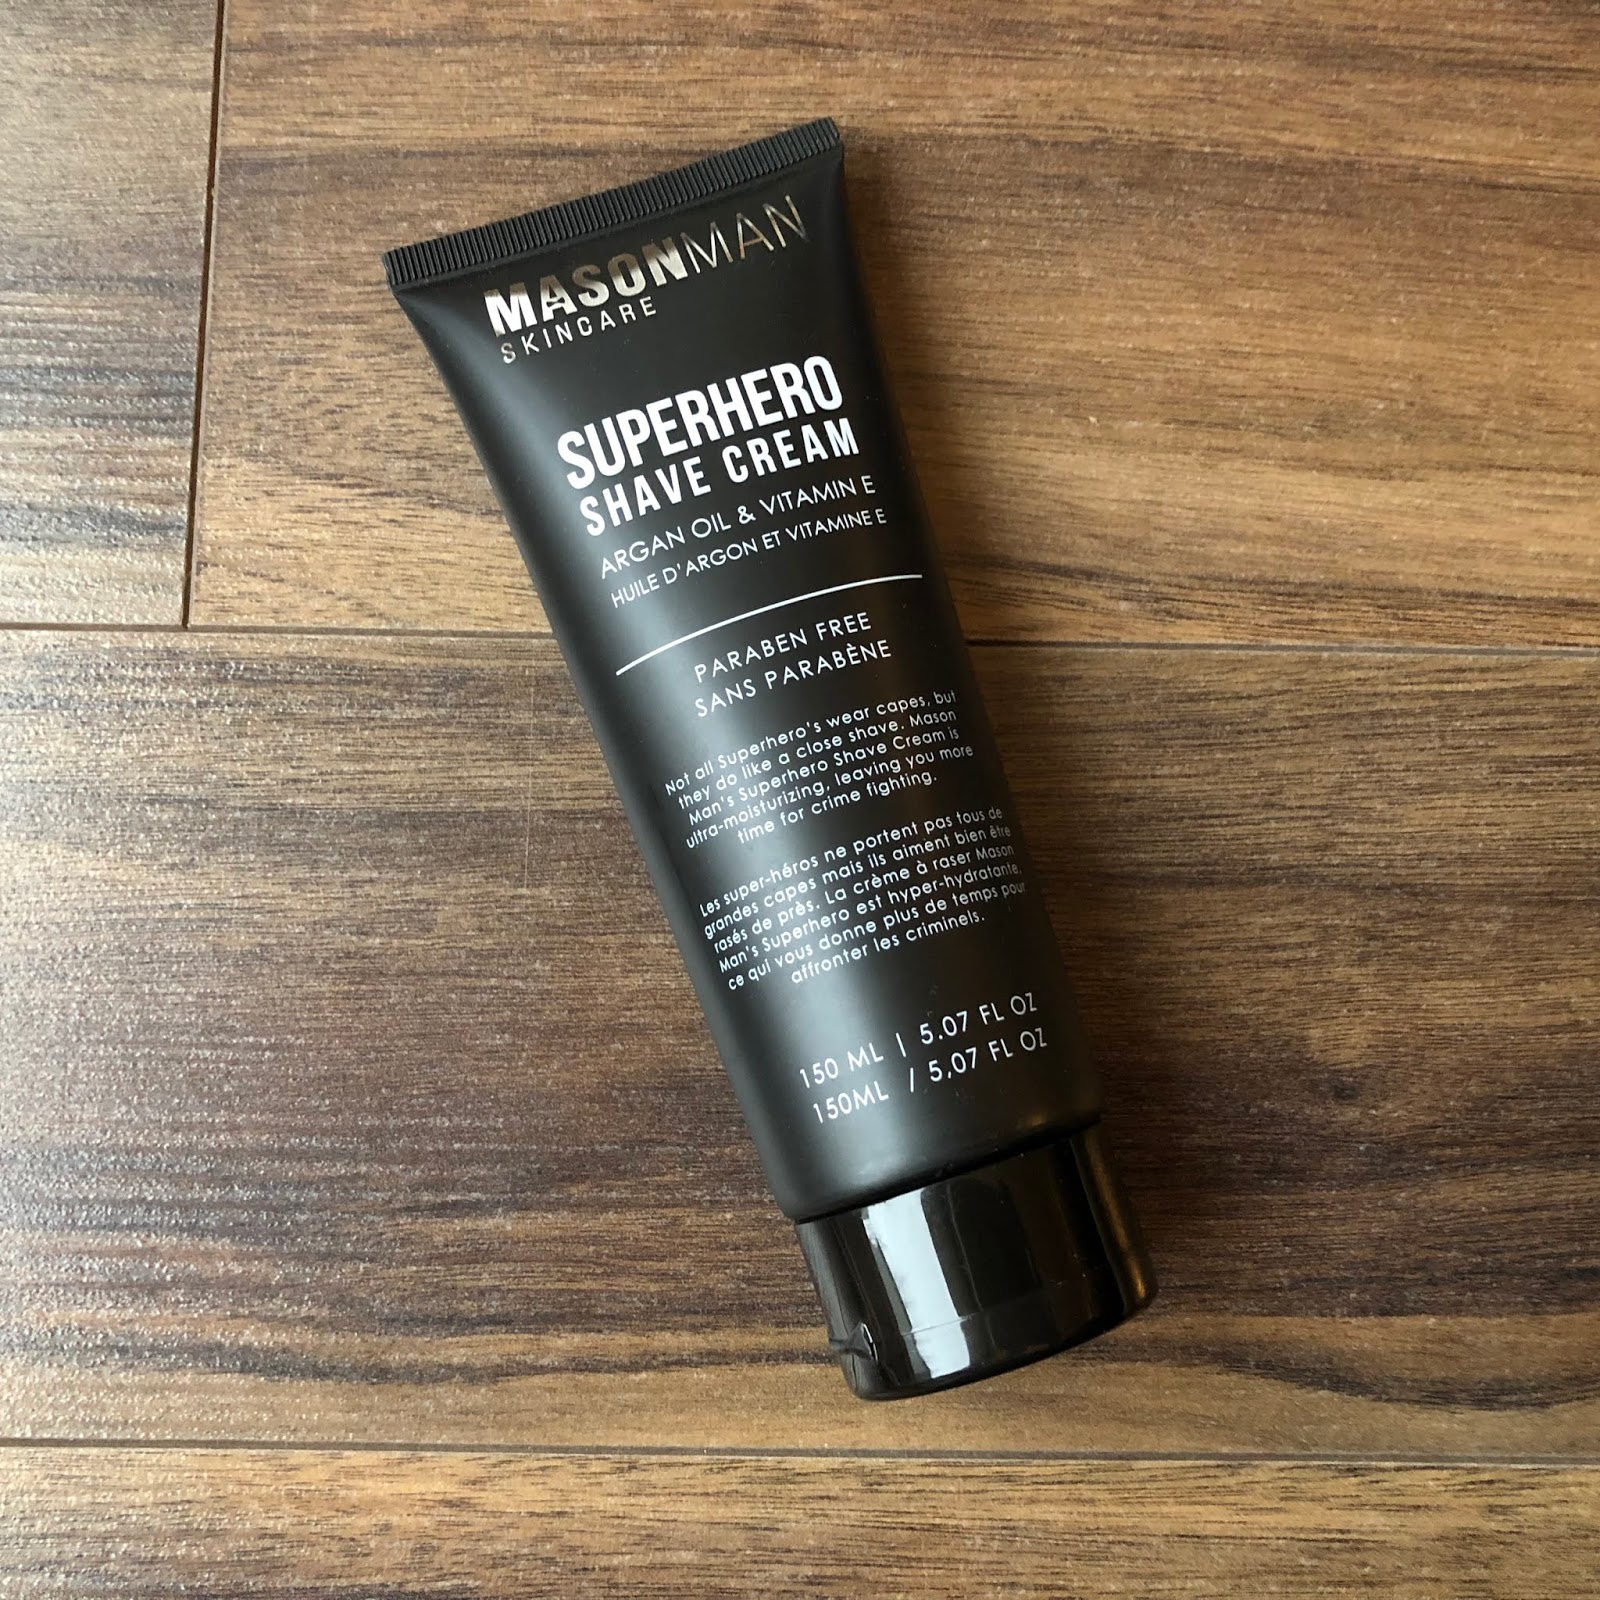 MASONMAN
SKINCARE
SUPERHERO
SHAVE CREAM
ARGAN OIL & VITAMIN E
HUILE D'ARGON ET VITAMINE E
PARABEN FREE
SANS PARABÈNE
Not all Superhero's wear capes, but
they do like a close shave. Mason
Man's Superhero Shave Cream is
ultra-moisturizing, leaving you more
time for crime fighting.
Les super-héros ne portent pas tous de
grandes capes mais ils aiment bien être
rasés de près. La crème à raser Mason
Man's Superhero est hyper-hydratante,
ce qui vous donne plus de temps pour
affronter les criminels.
150 ML | 5.07 FL OZ
150ML / 5,07 FL OZ